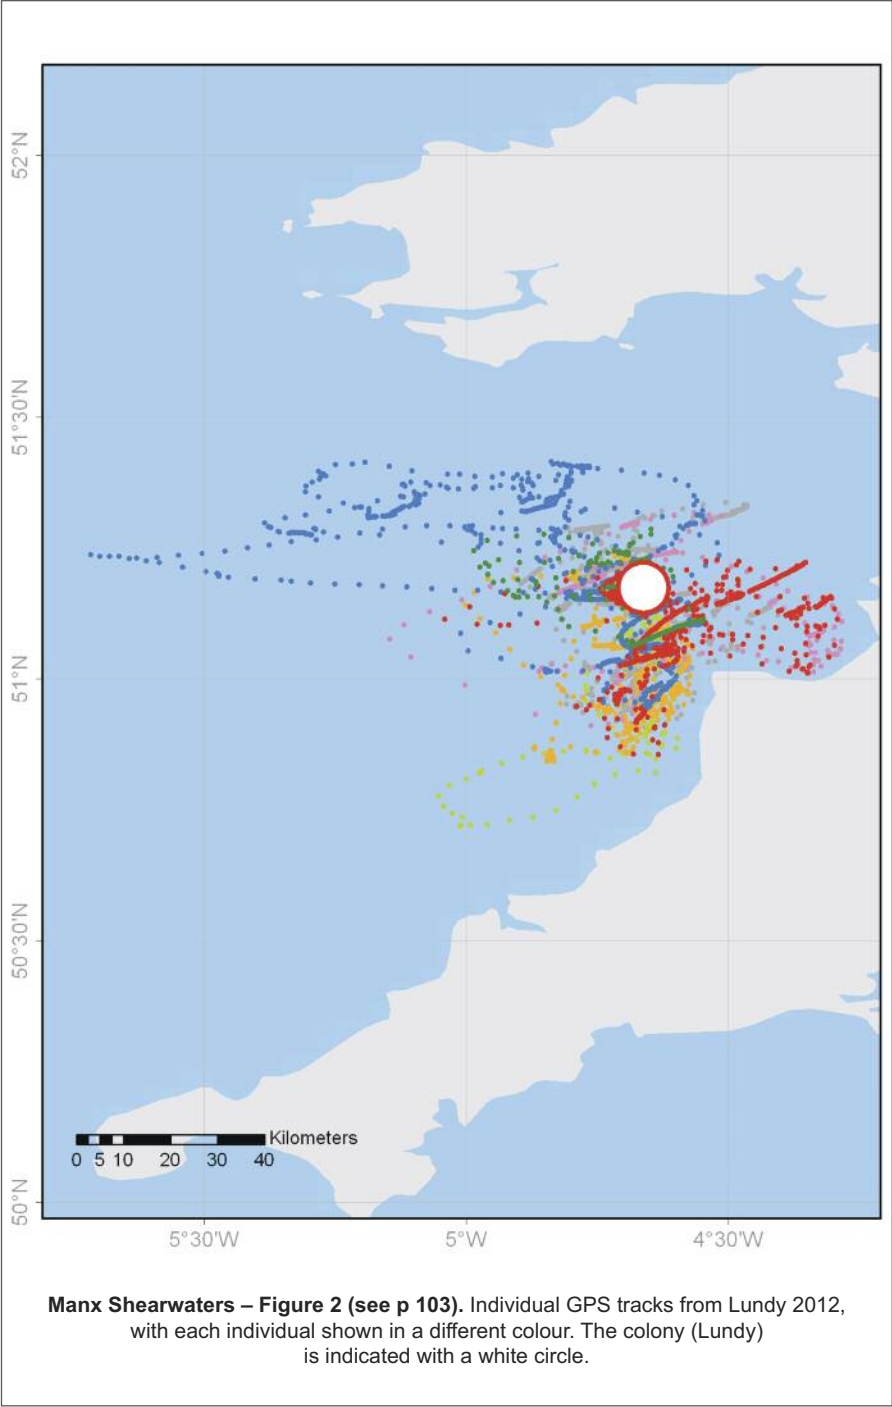 52°N
51°30'N
51°N
50°30'N
50°N
Kilometers
0 5 10 20 30 40
5°30'W 5°W 4°30'W
Manx Shearwaters – Figure 2 (see p 103). Individual GPS tracks from Lundy 2012,
with each individual shown in a different colour. The colony (Lundy)
is indicated with a white circle.